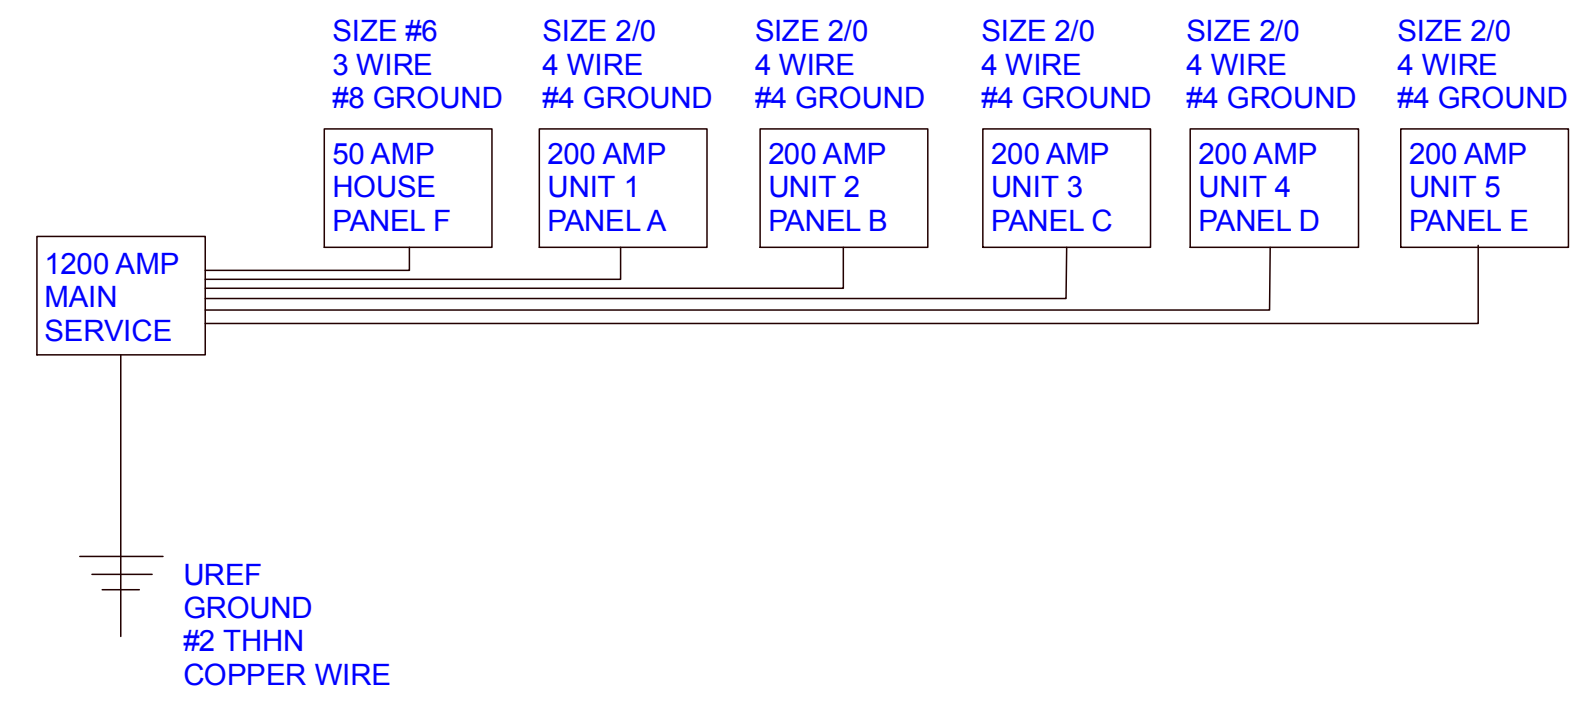 SIZE #6
3 WIRE
#8 GROUND
SIZE 2/0
4 WIRE
#4 GROUND
SIZE 2/0
4 WIRE
#4 GROUND
SIZE 2/0
4 WIRE
#4 GROUND
SIZE 2/0
4 WIRE
#4 GROUND
SIZE 2/0
4 WIRE
#4 GROUND
50 AMP
HOUSE
PANEL F
200 AMP
UNIT 1
PANEL A
200 AMP
UNIT 2
PANEL B
200 AMP
UNIT 3
PANEL C
200 AMP
UNIT 4
PANEL D
200 AMP
UNIT 5
PANEL E
1200 AMP
MAIN
SERVICE
UREF
GROUND
#2 THHN
COPPER WIRE